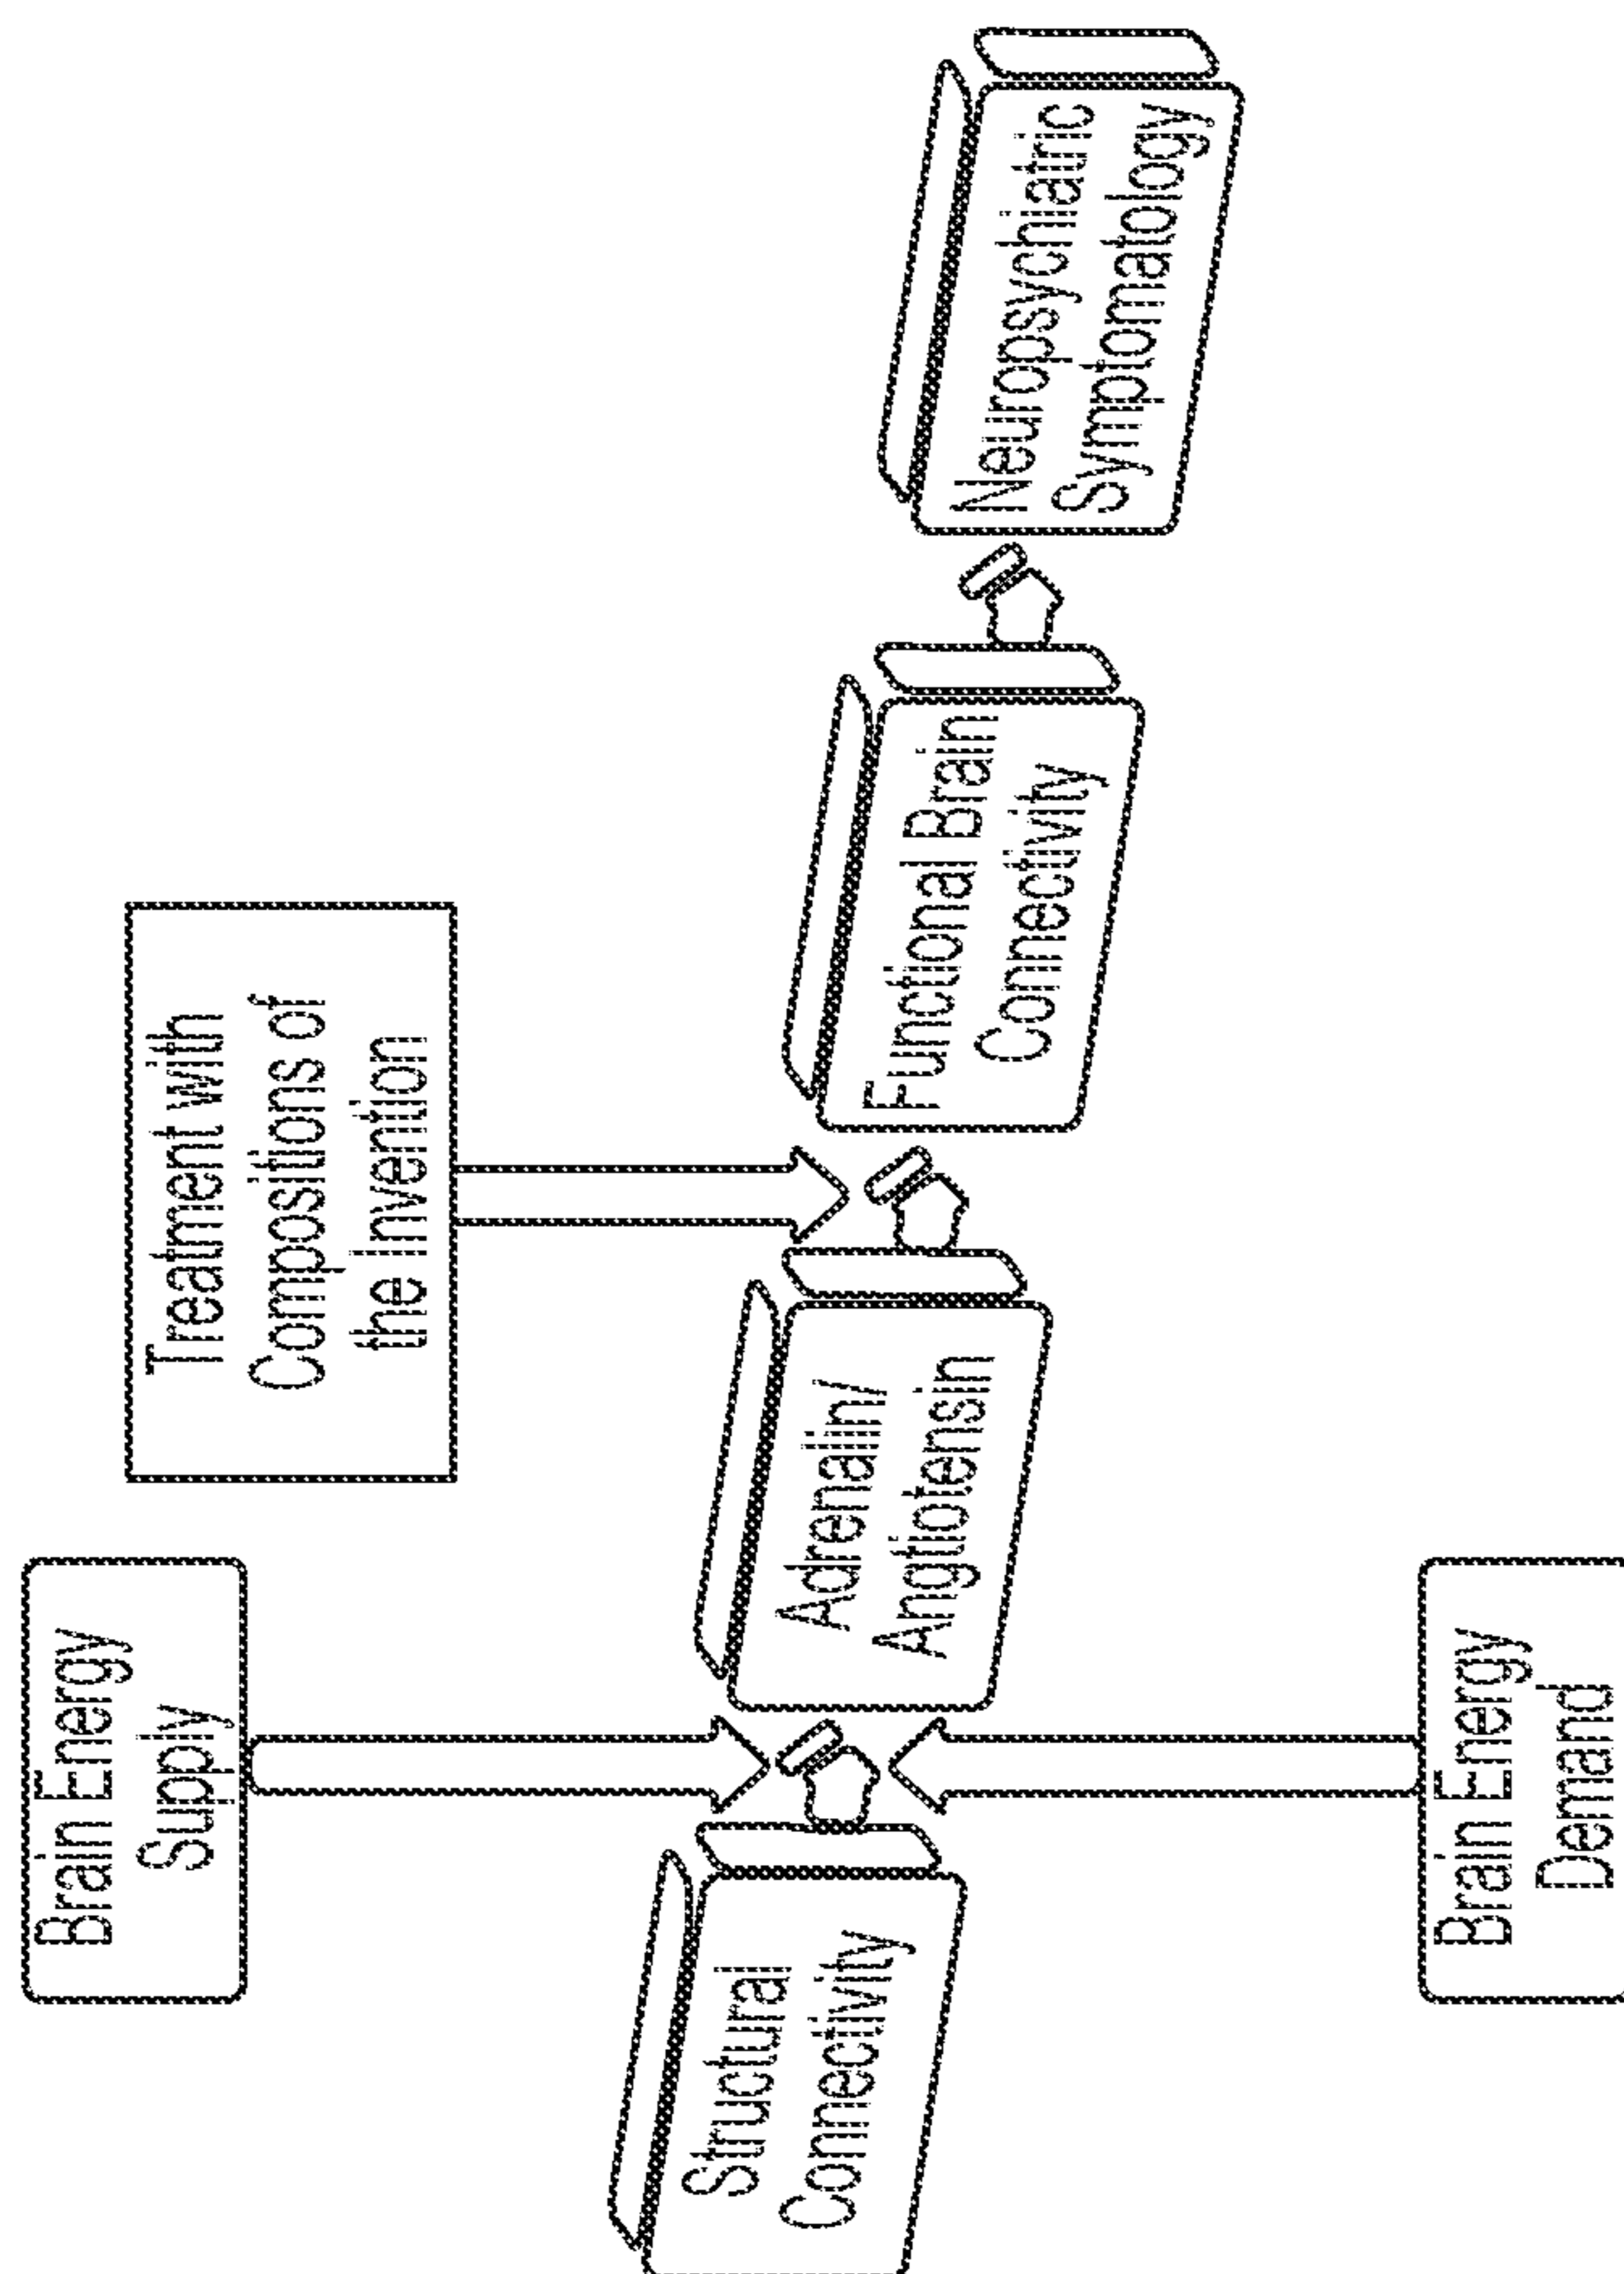 Brain Energy
Supply
Treatment with
Compositions of
the Invention
Structural
Connectivity
Adrenalin/
Angtiotensin
Functional Brain
Connectivity
Neuropsychiatric
Symptomatology
Brain Energy
Demand